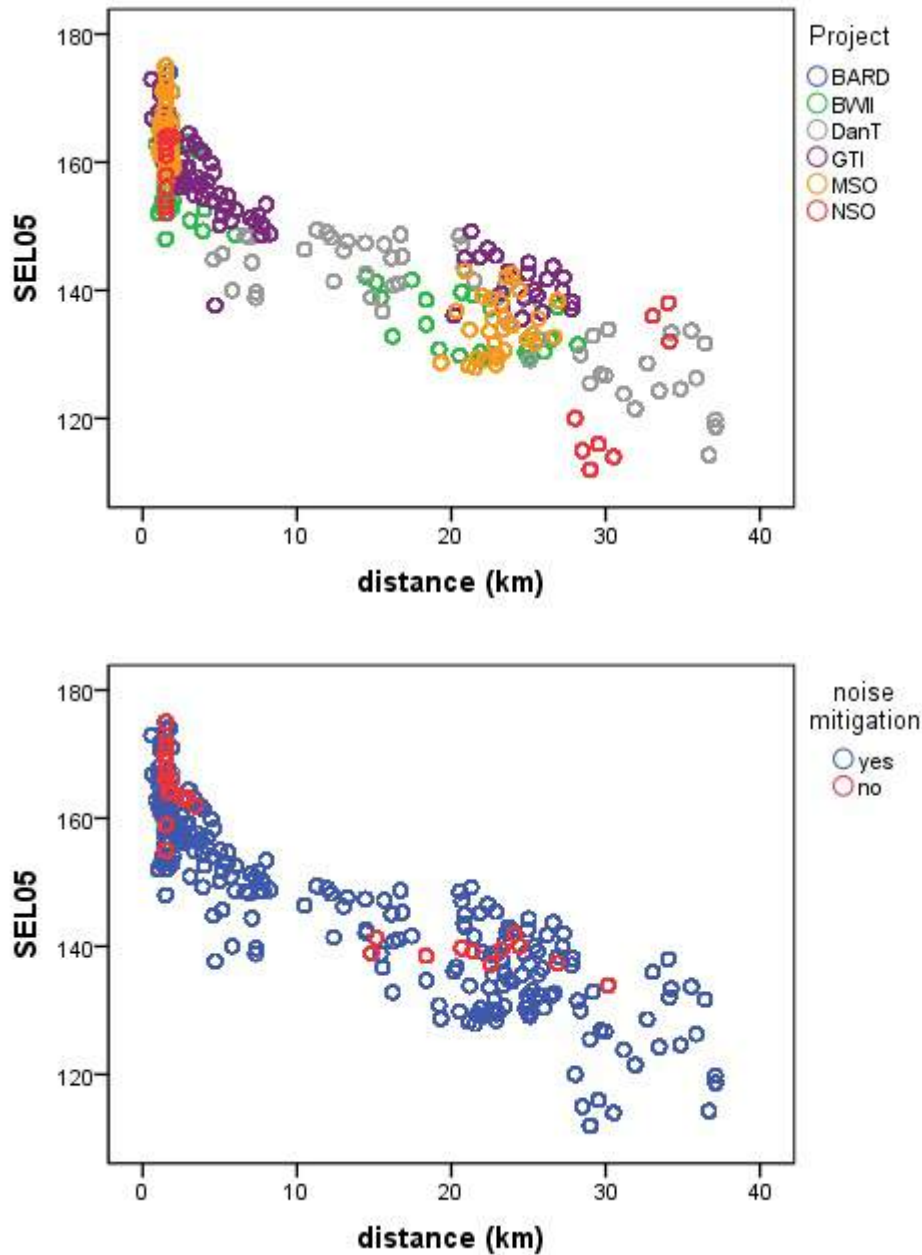 180
160
140
120
SEL05
0 10 20 30 40
distance (km)
Project
BARD
BWII
DanT
GTI
MSO
NSO
180
160
140
120
SEL05
0 10 20 30 40
distance (km)
noise
mitigation
yes
no